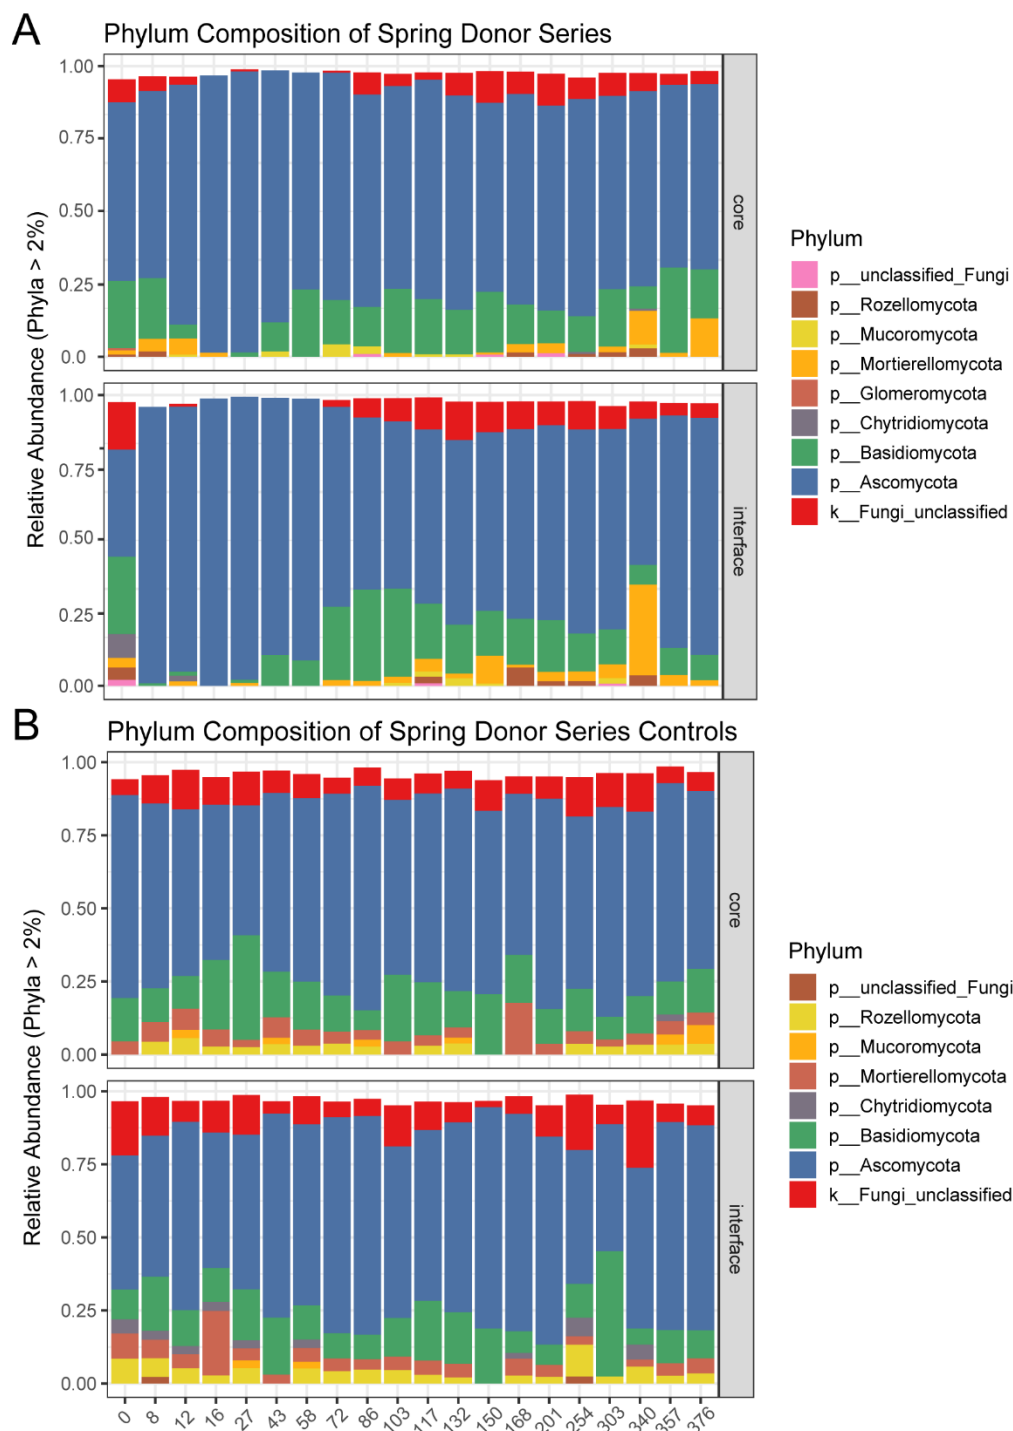 A
Phylum Composition of Spring Donor Series
1.00
0.75
0.50
0.25
0.0
core
1.00
0.75
0.50
0.25
0.00
interface
Relative Abundance (Phyla > 2%)
Phylum
p__unclassified_Fungi
p__Rozellomycota
p__Mucoromycota
p__Mortierellomycota
p__Glomeromycota
p__Chytridiomycota
p__Basidiomycota
p__Ascomycota
k__Fungi_unclassified
B
Phylum Composition of Spring Donor Series Controls
1.00
0.75
0.50
0.25
0.00
core
1.00
0.75
0.50
0.25
0.00
interface
Relative Abundance (Phyla > 2%)
0 8 12 16 27 43 58 72 86 103 117 132 150 168 201 254 303 340 357 376
Phylum
p__unclassified_Fungi
p__Rozellomycota
p__Mucoromycota
p__Mortierellomycota
p__Chytridiomycota
p__Basidiomycota
p__Ascomycota
k__Fungi_unclassified